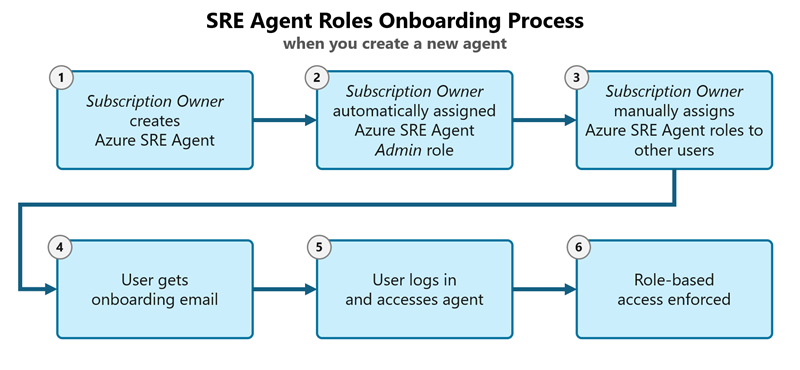 SRE Agent Roles Onboarding Process
when you create a new agent
1
Subscription Owner
creates
Azure SRE Agent
2
Subscription Owner
automatically assigned
Azure SRE Agent
Admin role
3
Subscription Owner
manually assigns
Azure SRE Agent roles to
other users
4
User gets
onboarding email
5
User logs in
and accesses agent
6
Role-based
access enforced